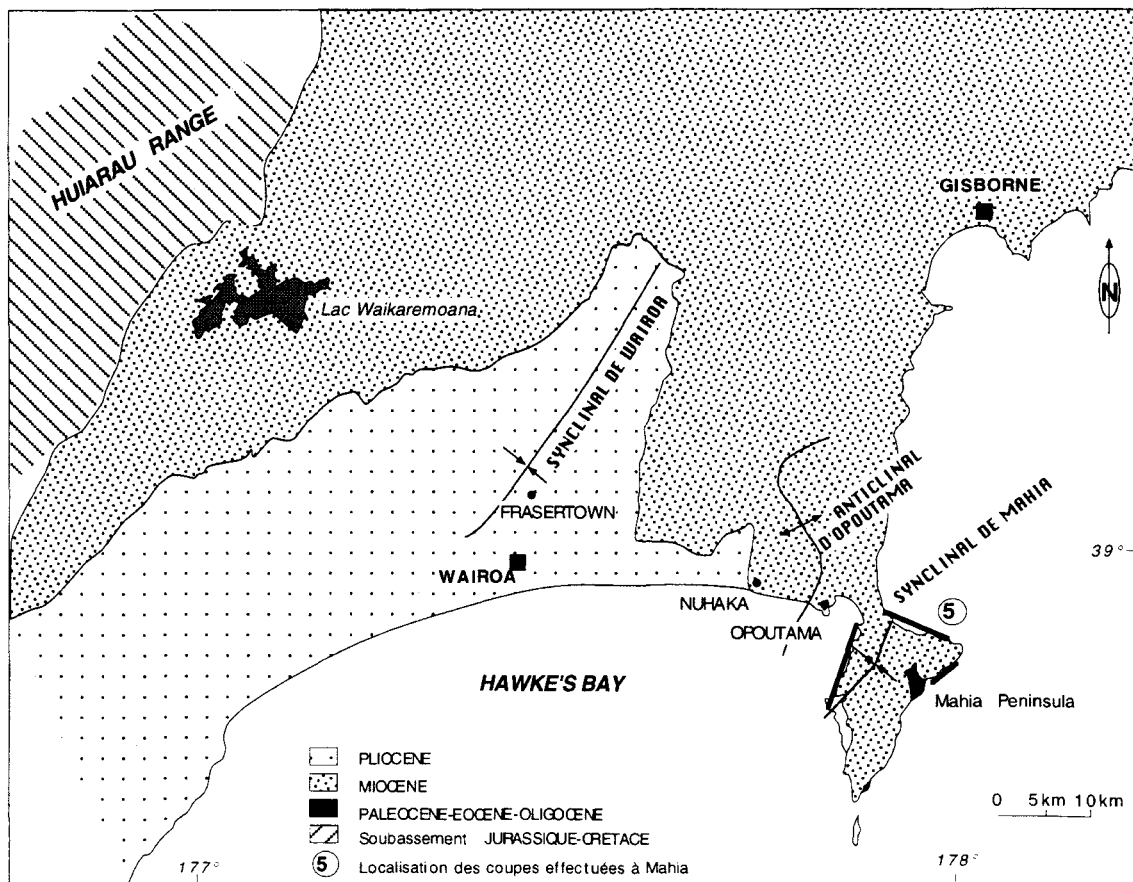 HUIARAU RANGE
GISBORNE
N
Lac Waikaremoana
SYNCLINAL DE WAIROA
FRASERTOWN
ANTICLINAL
D'OPOUTAMA
SYNCLINAL DE MAHIA
39°
WAIROA
NUHAKA
5
OPOUTAMA
HAWKE'S BAY
Mahia Peninsula
PLIOCENE
MIOCENE
PALEOCENE-EOCENE-OLIGOCENE
Soubassement JURASSIQUE-CRETACE
5 Localisation des coupes effectuées à Mahia
0 5km 10km
177°
178°